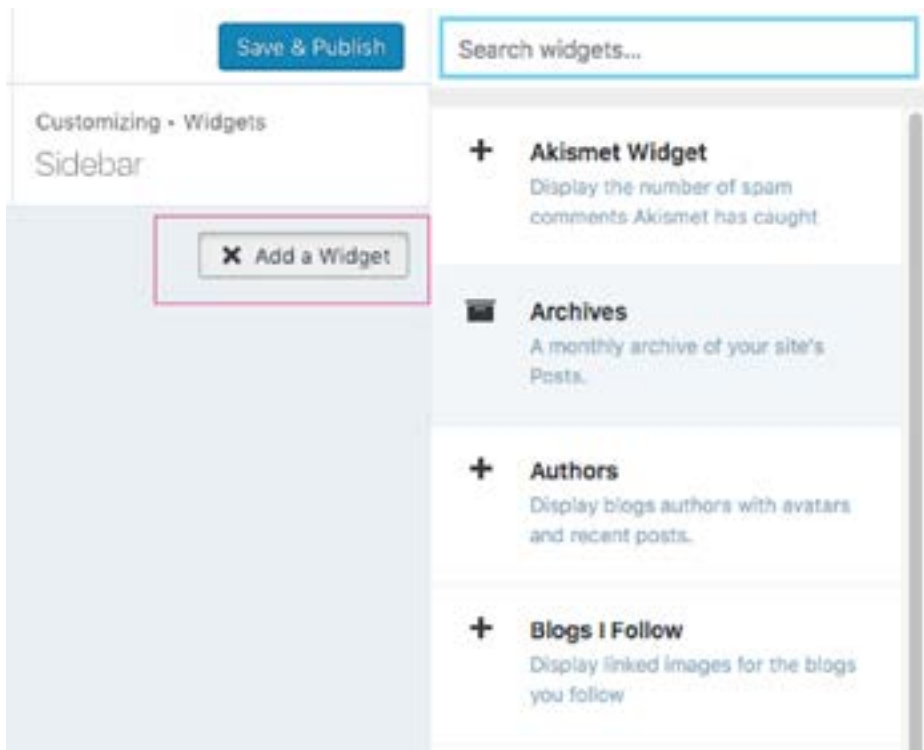 Save & Publish
Customizing • Widgets
Sidebar
Add a Widget
Search widgets...
Akismet Widget
Display the number of spam
comments Akismet has caught
Archives
A monthly archive of your site's
Posts.
Authors
Display blogs authors with avatars
and recent posts.
Blogs I Follow
Display linked images for the blogs
you follow